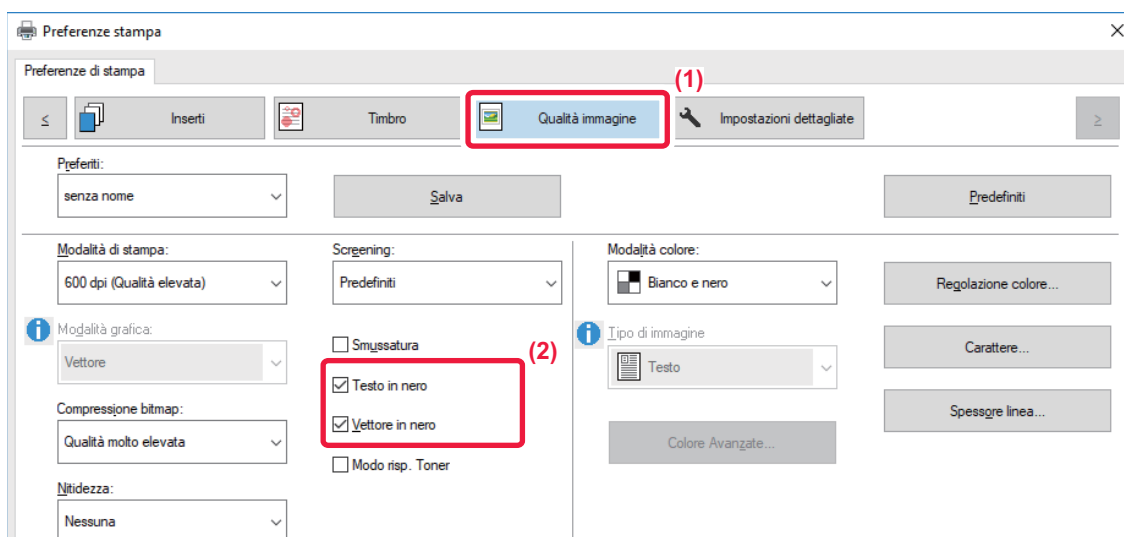 Preferenze stampa
Preferenze di stampa
(1)
≤
Inserti
Timbro
Qualità immagine
Impostazioni dettagliate
≥
Preferiti:
senza nome
Salva
Predefiniti
Modalità di stampa:
Screening:
Modalità colore:
600 dpi (Qualità elevata)
Predefiniti
Bianco e nero
Regolazione colore...
Modalità grafica:
Smussatura
(2)
Tipo di immagine
Carattere...
Vettore
Testo
Testo in nero
Compressione bitmap:
Vettore in nero
Spessore linea...
Qualità molto elevata
Colore Avanzate...
Modo risp. Toner
Nitidezza:
Nessuna